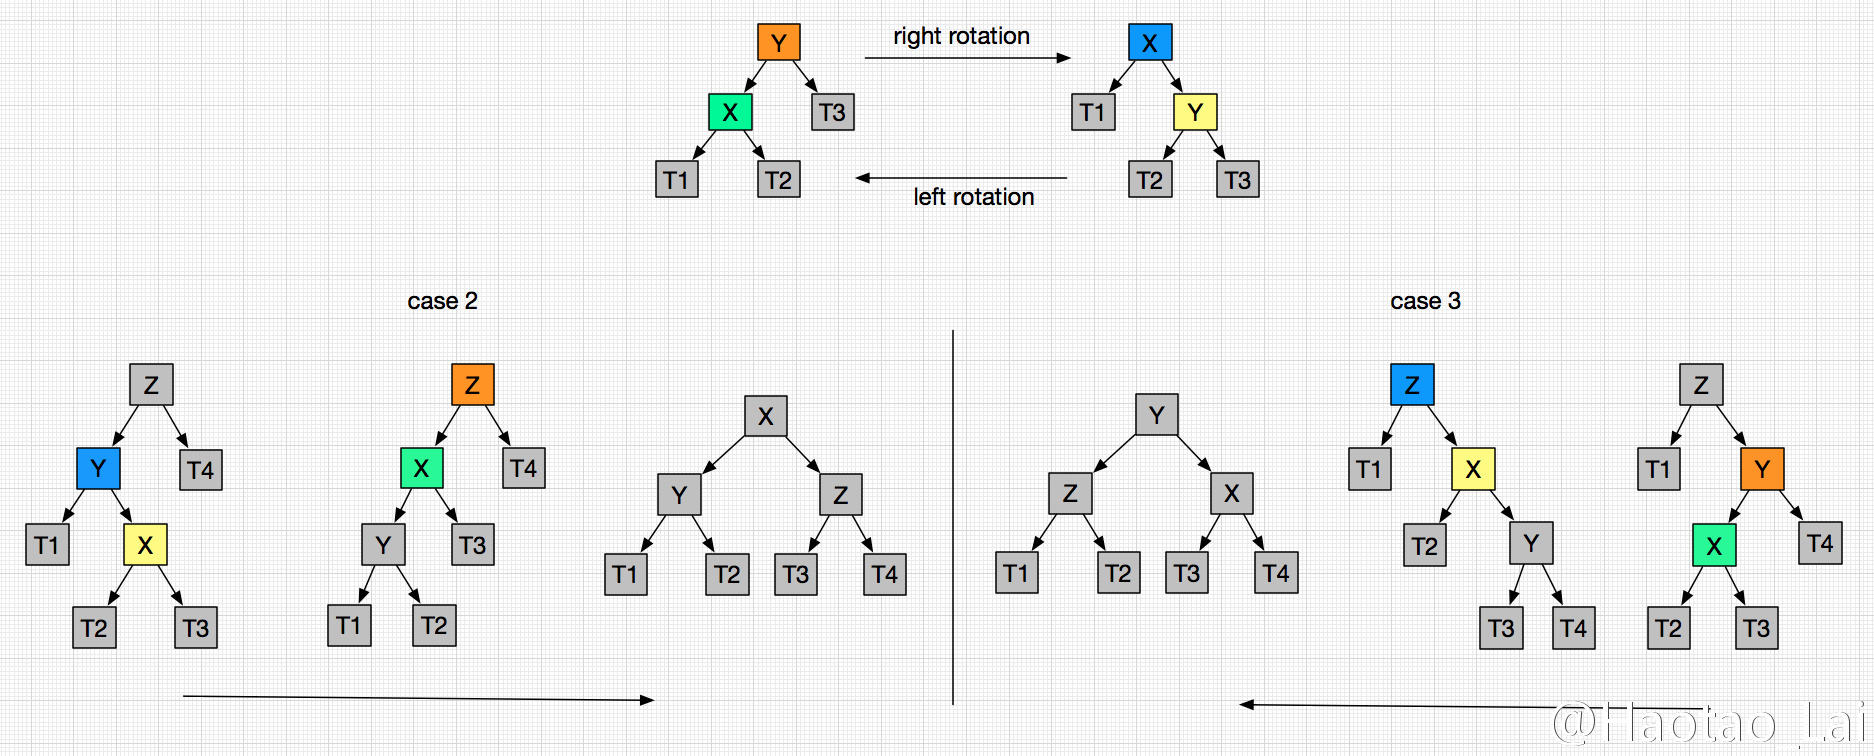 Y
right rotation
X
X
T3
T1
Y
T1
T2
left rotation
T2
T3
case 2
case 3
Z
Y
T4
T1
X
T2
T3
Z
X
T4
Y
T3
T1
T2
X
Y
Z
T1
T2
T3
T4
Y
Z
X
T1
T2
T3
T4
Z
T1
X
T2
Y
T3
T4
Z
T1
Y
X
T4
T2
T3
@Haotao_Lai